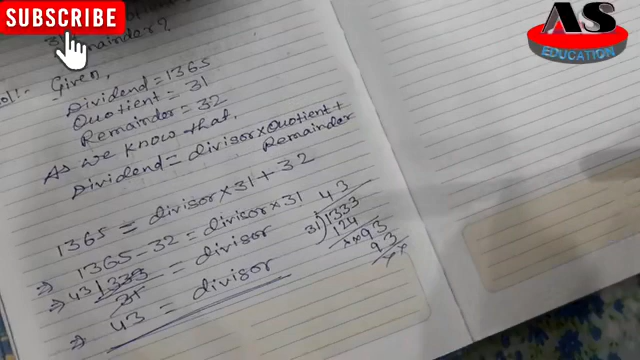 SUBSCRIBE
AS
EDUCATION
31
remainder?
Sol:- Given,
Dividend = 1365
Quotient = 31
Remainder = 32
As we know that,
Dividend = divisor × Quotient +
Remainder
1365 = divisor × 31 + 32
⇒ 1365 - 32 = divisor × 31
⇒ 43 1333/31 = divisor
⇒ 43 = divisor
43
31)1333
124
××93
93
××